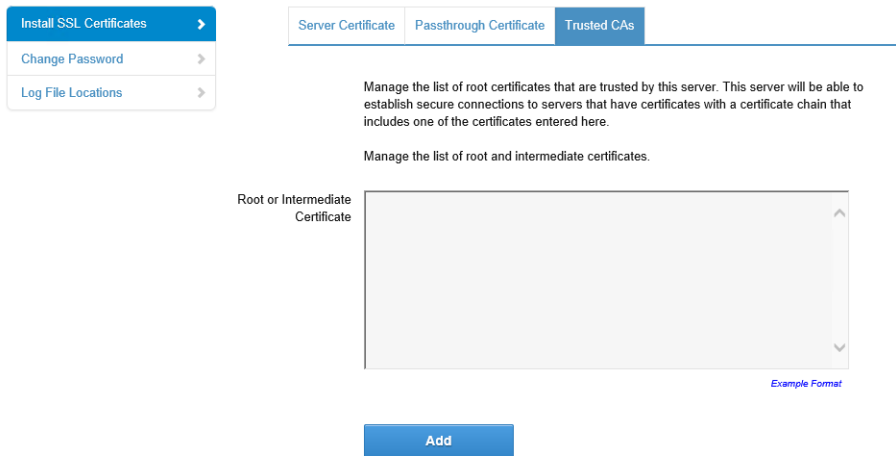 Install SSL Certificates
Change Password
Log File Locations
Server Certificate
Passthrough Certificate
Trusted CAs
Manage the list of root certificates that are trusted by this server. This server will be able to
establish secure connections to servers that have certificates with a certificate chain that
includes one of the certificates entered here.
Manage the list of root and intermediate certificates.
Root or Intermediate
Certificate
Example Format
Add